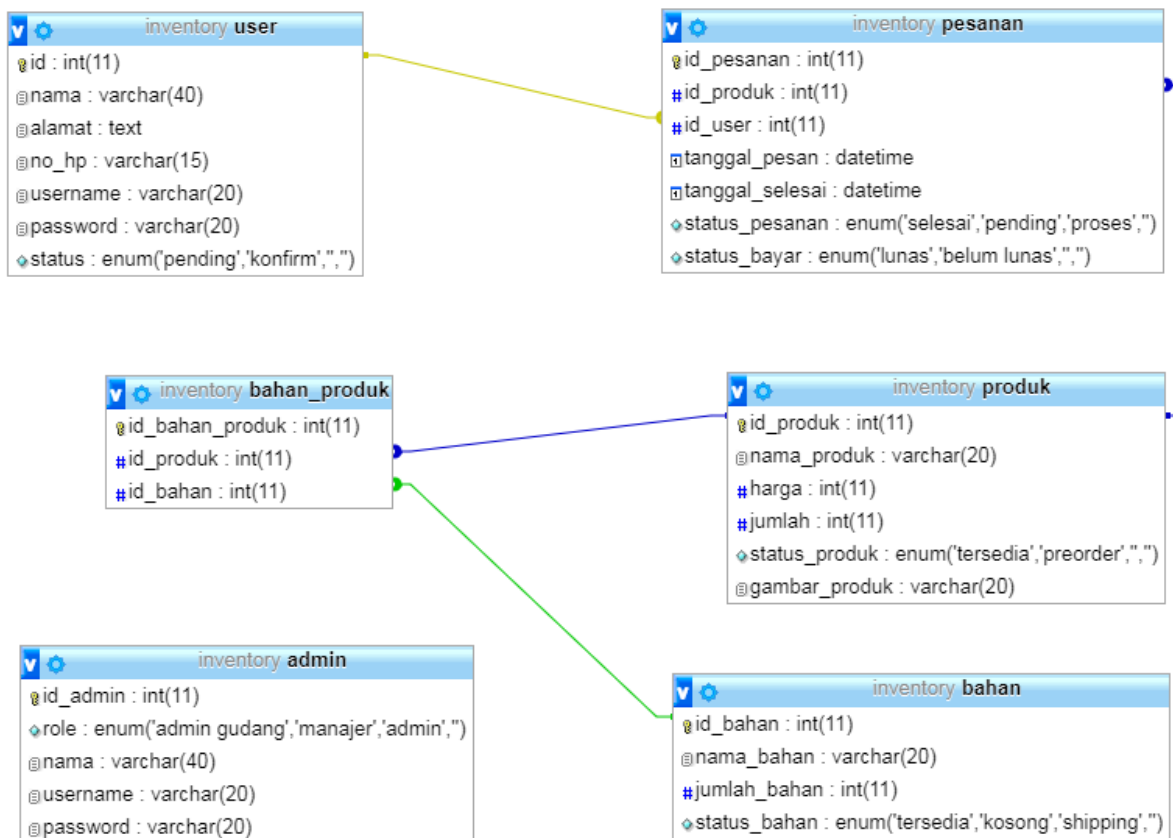 inventory user
id : int(11)
nama : varchar(40)
alamat : text
no_hp : varchar(15)
username : varchar(20)
password : varchar(20)
status : enum('pending','konfirm','','')
inventory pesanan
id_pesanan : int(11)
id_produk : int(11)
id_user : int(11)
tanggal_pesan : datetime
tanggal_selesai : datetime
status_pesanan : enum('selesai','pending','proses','')
status_bayar : enum('lunas','belum lunas','','')
inventory bahan_produk
id_bahan_produk : int(11)
id_produk : int(11)
id_bahan : int(11)
inventory produk
id_produk : int(11)
nama_produk : varchar(20)
harga : int(11)
jumlah : int(11)
status_produk : enum('tersedia','preorder','','')
gambar_produk : varchar(20)
inventory admin
id_admin : int(11)
role : enum('admin gudang','manajer','admin','')
nama : varchar(40)
username : varchar(20)
password : varchar(20)
inventory bahan
id_bahan : int(11)
nama_bahan : varchar(20)
jumlah_bahan : int(11)
status_bahan : enum('tersedia','kosong','shipping','')